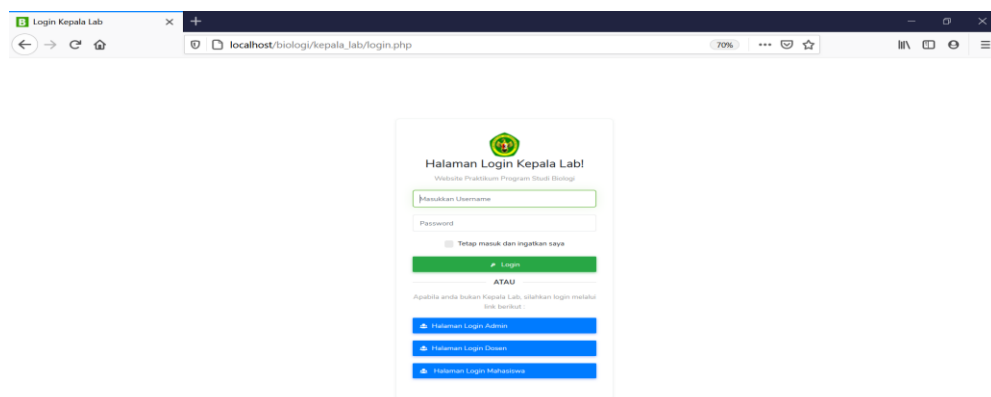 Login Kepala Lab
localhost/biologi/kepala_lab/login.php
70%
Halaman Login Kepala Lab!
Website Praktikum Program Studi Biologi
Masukkan Username
Password
Tetap masuk dan ingatkan saya
Login
ATAU
Apabila anda bukan Kepala Lab, silahkan login melalui
link berikut :
Halaman Login Admin
Halaman Login Dosen
Halaman Login Mahasiswa